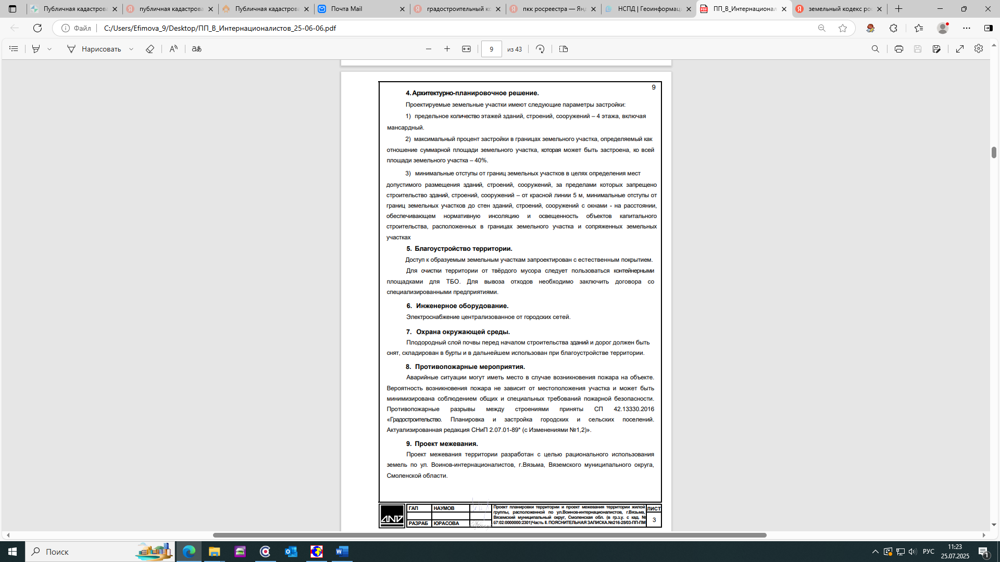 Публичная кадастрова
публичная кадастрова
Публичная кадастрова
Почта Mail
градостроительный ко
пкк росреестра — Янд
НСПД | Геоинформаци
ПП_В_Интернационал
земельный кодекс рос
Файл
C:/Users/Efimova_9/Desktop/ПП_В_Интернационалистов_25-06-06.pdf
Нарисовать
9
из 43
9
4. Архитектурно-планировочное решение.
Проектируемые земельные участки имеют следующие параметры застройки:
1) предельное количество этажей зданий, строений, сооружений – 4 этажа, включая
мансардный.
2) максимальный процент застройки в границах земельного участка, определяемый как
отношение суммарной площади земельного участка, которая может быть застроена, ко всей
площади земельного участка – 40%.
3) минимальные отступы от границ земельных участков в целях определения мест
допустимого размещения зданий, строений, сооружений, за пределами которых запрещено
строительство зданий, строений, сооружений – от красной линии 5 м, минимальные отступы от
границ земельных участков до стен зданий, строений, сооружений с окнами - на расстоянии,
обеспечивающем нормативную инсоляцию и освещенность объектов капитального
строительства, расположенных в границах земельного участка и сопряженных земельных
участках
5. Благоустройство территории.
Доступ к образуемым земельным участкам запроектирован с естественным покрытием.
Для очистки территории от твёрдого мусора следует пользоваться контейнерными
площадками для ТБО. Для вывоза отходов необходимо заключить договора со
специализированными предприятиями.
6. Инженерное оборудование.
Электроснабжение централизованное от городских сетей.
7. Охрана окружающей среды.
Плодородный слой почвы перед началом строительства зданий и дорог должен быть
снят, складирован в бурты и в дальнейшем использован при благоустройстве территории.
8. Противопожарные мероприятия.
Аварийные ситуации могут иметь место в случае возникновения пожара на объекте.
Вероятность возникновения пожара не зависит от местоположения участка и может быть
минимизирована соблюдением общих и специальных требований пожарной безопасности.
Противопожарные разрывы между строениями приняты СП 42.13330.2016
«Градостроительство. Планировка и застройка городских и сельских поселений.
Актуализированная редакция СНиП 2.07.01-89* (с Изменениями №1,2)».
9. Проект межевания.
Проект межевания территории разработан с целью рационального использования
земель по ул. Воинов-интернационалистов, г.Вязьма, Вяземского муниципального округа,
Смоленской области.
ГАП НАУМОВ
РАЗРАБ ЮРАСОВА
Проект планировки территории и проект межевания территории жилой
группы, расположенной по ул.Воинов-интернационалистов, г.Вязьма,
Вяземский муниципальный округ, Смоленская обл. (в гр.з.у. с кад. №
67:02:0000000:2301)Часть II. ПОЯСНИТЕЛЬНАЯ ЗАПИСКА.№216-25/03-ПП-ПМ
ЛИСТ
3
Поиск
РУС
11:23
25.07.2025
1